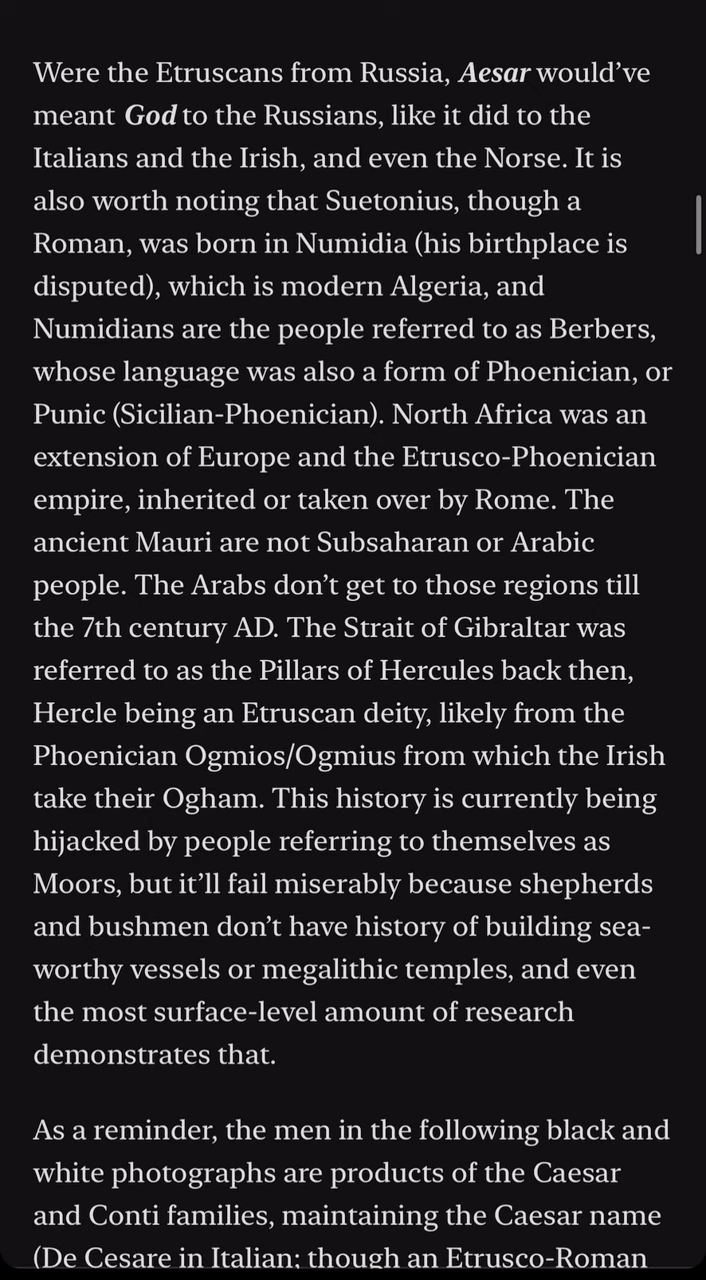 Were the Etruscans from Russia, Aesar would’ve
meant God to the Russians, like it did to the
Italians and the Irish, and even the Norse. It is
also worth noting that Suetonius, though a
Roman, was born in Numidia (his birthplace is
disputed), which is modern Algeria, and
Numidians are the people referred to as Berbers,
whose language was also a form of Phoenician, or
Punic (Sicilian-Phoenician). North Africa was an
extension of Europe and the Etrusco-Phoenician
empire, inherited or taken over by Rome. The
ancient Mauri are not Subsaharan or Arabic
people. The Arabs don’t get to those regions till
the 7th century AD. The Strait of Gibraltar was
referred to as the Pillars of Hercules back then,
Hercle being an Etruscan deity, likely from the
Phoenician Ogmios/Ogmius from which the Irish
take their Ogham. This history is currently being
hijacked by people referring to themselves as
Moors, but it’ll fail miserably because shepherds
and bushmen don’t have history of building sea-
worthy vessels or megalithic temples, and even
the most surface-level amount of research
demonstrates that.
As a reminder, the men in the following black and
white photographs are products of the Caesar
and Conti families, maintaining the Caesar name
(De Cesare in Italian; though an Etrusco-Roman